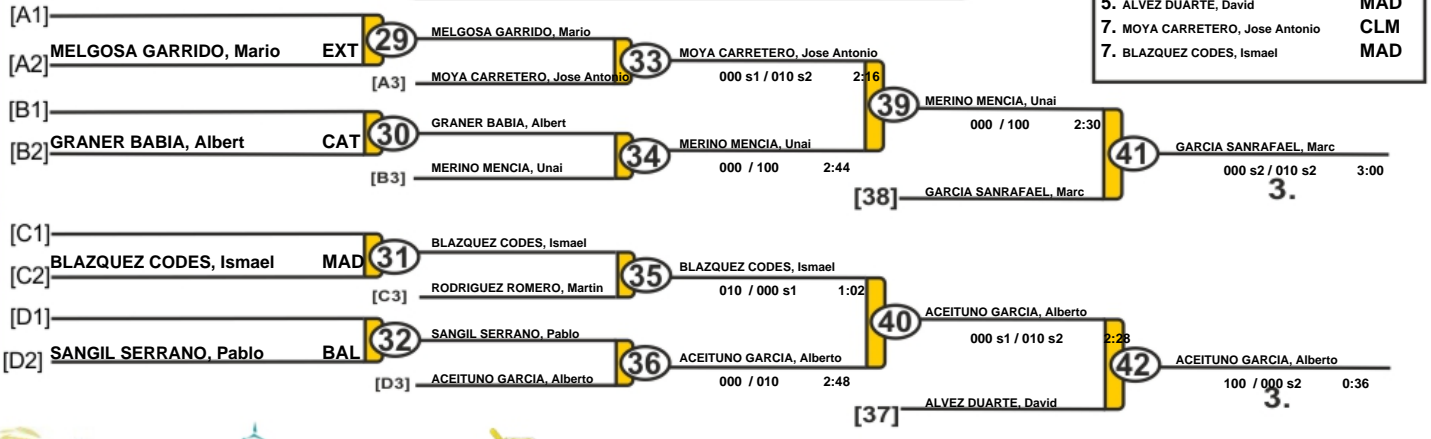 5. ALVEZ DUARTE, David MAD
7. MOYA CARRETERO, Jose Antonio CLM
7. BLAZQUEZ CODES, Ismael MAD
[A1]
[A2] MELGOSA GARRIDO, Mario EXT
29
MELGOSA GARRIDO, Mario
[A3] MOYA CARRETERO, Jose Antonio
33
MOYA CARRETERO, Jose Antonio
000 s1 / 010 s2 2:16
[B1]
[B2] GRANER BABIA, Albert CAT
30
GRANER BABIA, Albert
[B3] MERINO MENCIA, Unai
34
MERINO MENCIA, Unai
000 / 100 2:44
39
MERINO MENCIA, Unai
000 / 100 2:30
[38] GARCIA SANRAFAEL, Marc
41
GARCIA SANRAFAEL, Marc
000 s2 / 010 s2 3:00
3.
[C1]
[C2] BLAZQUEZ CODES, Ismael MAD
31
BLAZQUEZ CODES, Ismael
[C3] RODRIGUEZ ROMERO, Martin
35
BLAZQUEZ CODES, Ismael
010 / 000 s1 1:02
[D1]
[D2] SANGIL SERRANO, Pablo BAL
32
SANGIL SERRANO, Pablo
[D3] ACEITUNO GARCIA, Alberto
36
ACEITUNO GARCIA, Alberto
000 / 010 2:48
40
ACEITUNO GARCIA, Alberto
000 s1 / 010 s2 2:28
[37] ALVEZ DUARTE, David
42
ACEITUNO GARCIA, Alberto
100 / 000 s2 0:36
3.